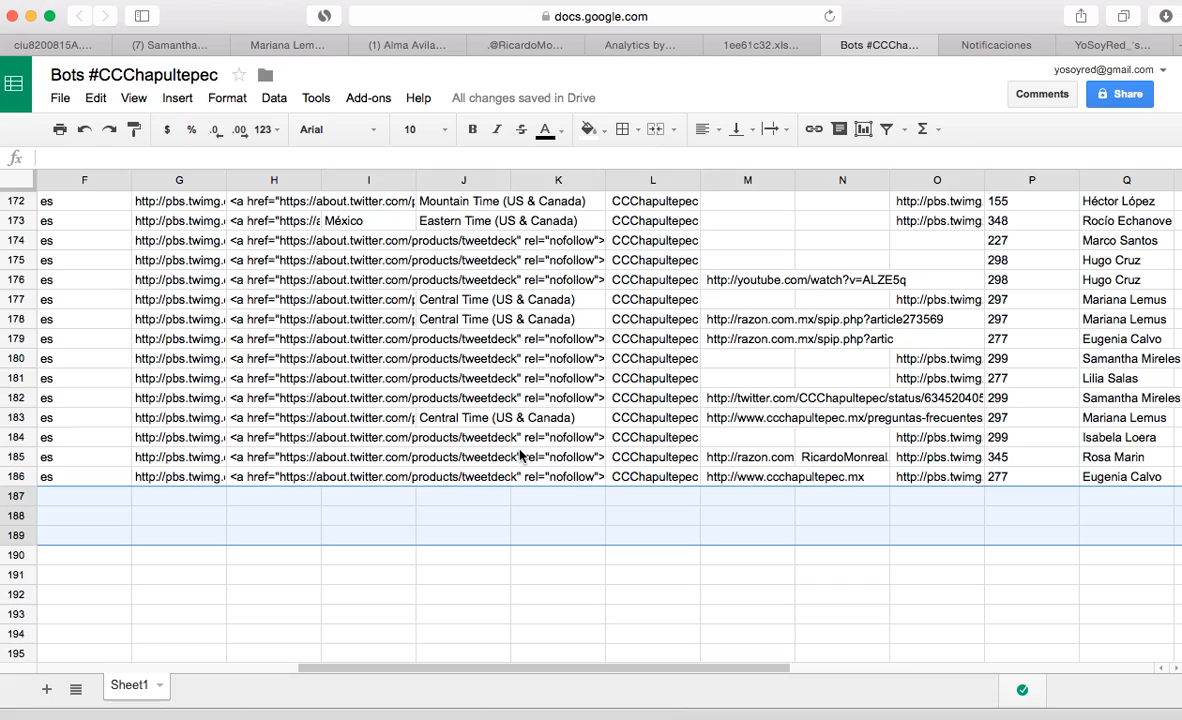 docs.google.com
ciu8200815A.... (7) Samantha... Mariana Lem... (1) Alma Avila... .@RicardoMo... Analytics by... 1ee61c32.xls... Bots #CCCha... Notificaciones YoSoyRed_'s...
Bots #CCChapultepec
yosoyred@gmail.com
File Edit View Insert Format Data Tools Add-ons Help All changes saved in Drive
Comments Share
$ % .0 .00 123 Arial 10 B I S A Σ
fx
F G H I J K L M N O P Q
172 es http://pbs.twimg. <a href="https://about.twitter.com/p Mountain Time (US & Canada) CCChapultepec http://pbs.twimg. 155 Héctor López
173 es http://pbs.twimg. <a href="https://a México Eastern Time (US & Canada) CCChapultepec http://pbs.twimg. 348 Rocío Echanove
174 es http://pbs.twimg. <a href="https://about.twitter.com/products/tweetdeck" rel="nofollow"> CCChapultepec 227 Marco Santos
175 es http://pbs.twimg. <a href="https://about.twitter.com/products/tweetdeck" rel="nofollow"> CCChapultepec 298 Hugo Cruz
176 es http://pbs.twimg. <a href="https://about.twitter.com/products/tweetdeck" rel="nofollow"> CCChapultepec http://youtube.com/watch?v=ALZE5q 298 Hugo Cruz
177 es http://pbs.twimg. <a href="https://about.twitter.com/p Central Time (US & Canada) CCChapultepec http://pbs.twimg. 297 Mariana Lemus
178 es http://pbs.twimg. <a href="https://about.twitter.com/p Central Time (US & Canada) CCChapultepec http://razon.com.mx/spip.php?article273569 297 Mariana Lemus
179 es http://pbs.twimg. <a href="https://about.twitter.com/products/tweetdeck" rel="nofollow"> CCChapultepec http://razon.com.mx/spip.php?artic 277 Eugenia Calvo
180 es http://pbs.twimg. <a href="https://about.twitter.com/products/tweetdeck" rel="nofollow"> CCChapultepec http://pbs.twimg. 299 Samantha Mireles
181 es http://pbs.twimg. <a href="https://about.twitter.com/products/tweetdeck" rel="nofollow"> CCChapultepec http://pbs.twimg. 277 Lilia Salas
182 es http://pbs.twimg. <a href="https://about.twitter.com/products/tweetdeck" rel="nofollow"> CCChapultepec http://twitter.com/CCChapultepec/status/634520405 299 Samantha Mireles
183 es http://pbs.twimg. <a href="https://about.twitter.com/p Central Time (US & Canada) CCChapultepec http://www.ccchapultepec.mx/preguntas-frecuentes 297 Mariana Lemus
184 es http://pbs.twimg. <a href="https://about.twitter.com/products/tweetdeck" rel="nofollow"> CCChapultepec http://pbs.twimg. 299 Isabela Loera
185 es http://pbs.twimg. <a href="https://about.twitter.com/products/tweetdeck" rel="nofollow"> CCChapultepec http://razon.com RicardoMonreal http://pbs.twimg. 345 Rosa Marin
186 es http://pbs.twimg. <a href="https://about.twitter.com/products/tweetdeck" rel="nofollow"> CCChapultepec http://www.ccchapultepec.mx http://pbs.twimg. 277 Eugenia Calvo
187
188
189
190
191
192
193
194
195
Sheet1